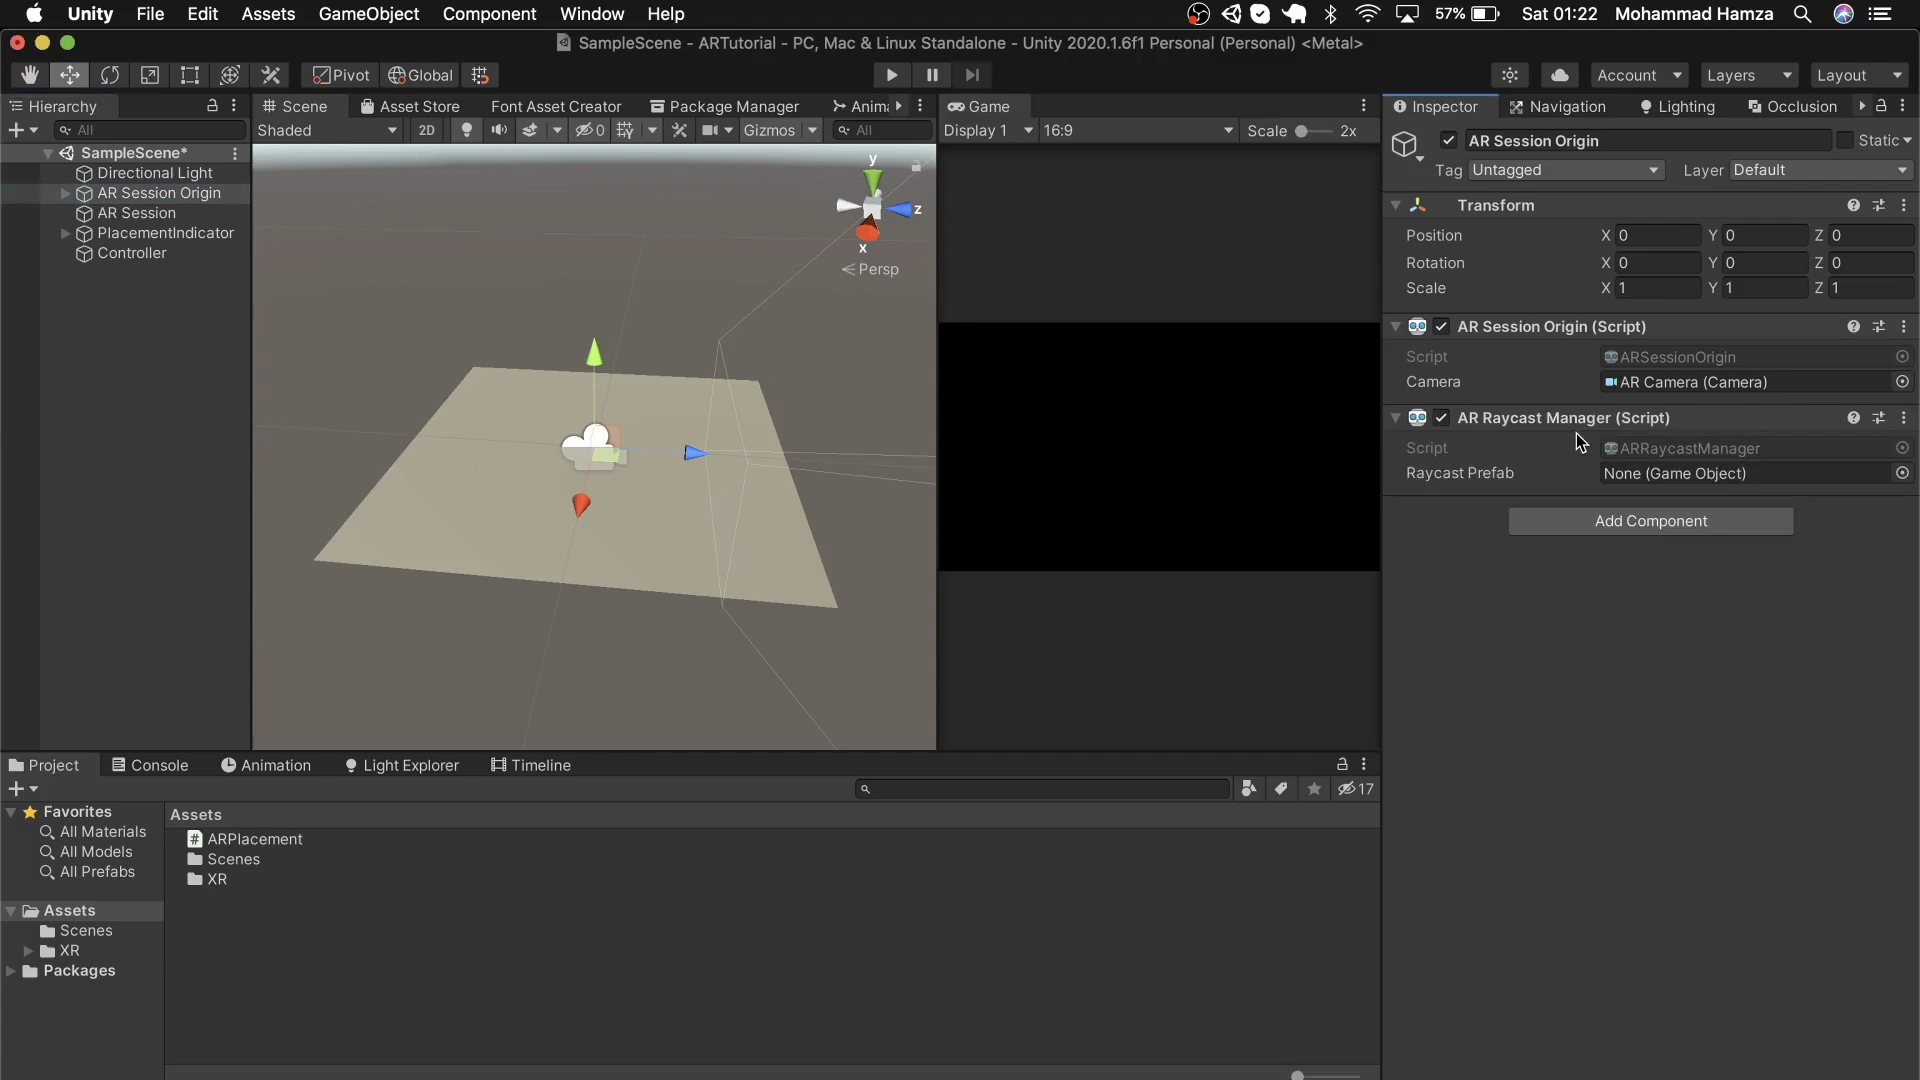 Unity File Edit Assets GameObject Component Window Help 57% Sat 01:22 Mohammad Hamza
SampleScene - ARTutorial - PC, Mac & Linux Standalone - Unity 2020.1.6f1 Personal (Personal) <Metal>
Pivot Global Account Layers Layout
Hierarchy Scene Asset Store Font Asset Creator Package Manager Anima Game Inspector Navigation Lighting Occlusion
All Shaded 2D 0 Gizmos All Display 1 16:9 Scale 2x
AR Session Origin Static
Tag Untagged Layer Default
SampleScene*
Directional Light
AR Session Origin
AR Session
PlacementIndicator
Controller
y
z
x
Persp
Transform
Position X 0 Y 0 Z 0
Rotation X 0 Y 0 Z 0
Scale X 1 Y 1 Z 1
AR Session Origin (Script)
Script ARSessionOrigin
Camera AR Camera (Camera)
AR Raycast Manager (Script)
Script ARRaycastManager
Raycast Prefab None (Game Object)
Add Component
Project Console Animation Light Explorer Timeline
17
Favorites
All Materials
All Models
All Prefabs
Assets
Scenes
XR
Packages
Assets
ARPlacement
Scenes
XR